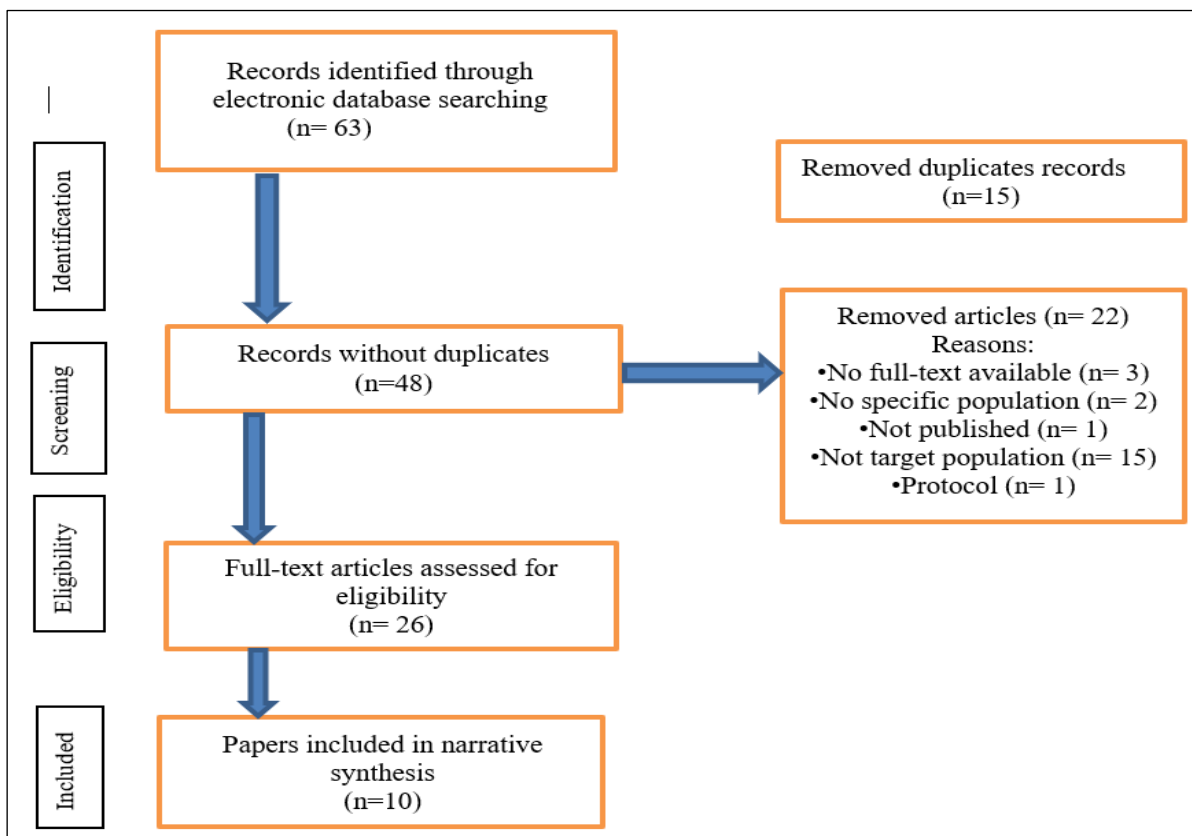 Records identified through
electronic database searching
(n= 63)
Identification
Removed duplicates records
(n=15)
Screening
Records without duplicates
(n=48)
Removed articles (n= 22)
Reasons:
•No full-text available (n= 3)
•No specific population (n= 2)
•Not published (n= 1)
•Not target population (n= 15)
•Protocol (n= 1)
Eligibility
Full-text articles assessed for
eligibility
(n= 26)
Included
Papers included in narrative
synthesis
(n=10)